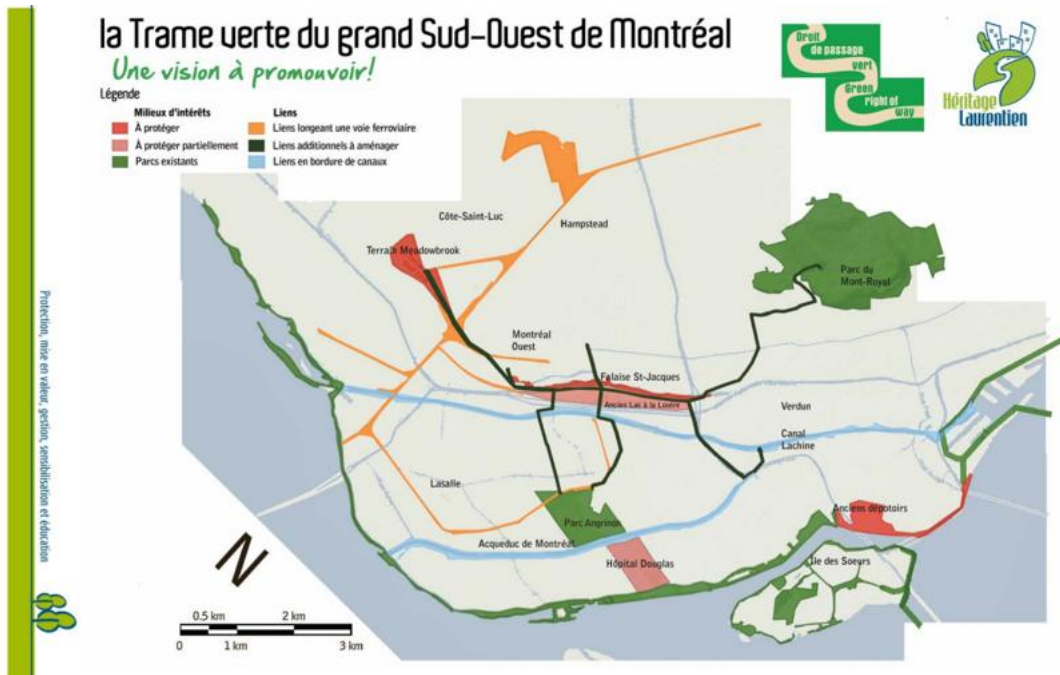 la Trame verte du grand Sud-Ouest de Montréal
Une vision à promouvoir!
Légende
Milieux d'intérêts
À protéger
À protéger partiellement
Parcs existants
Liens
Liens longeant une voie ferroviaire
Liens additionnels à aménager
Liens en bordure de canaux
Droit
de passage
vert
Green
right of
way
Héritage
Laurentien
Côte-Saint-Luc
Hampstead
Terrain Meadowbrook
Parc du
Mont-Royal
Montréal
Ouest
Falaise St-Jacques
Ancien Lac à la Loutre
Verdun
Canal
Lachine
Lasalle
Parc Angrinon
Anciens dépotoirs
Acqueduc de Montréal
Hôpital Douglas
Île des Soeurs
N
0.5 km
2 km
0
1 km
3 km
Protection, mise en valeur, gestion, sensibilisation et éducation